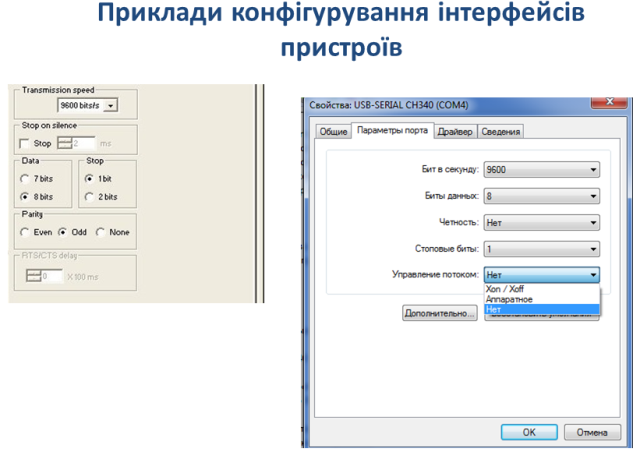 Приклади конфігурування інтерфейсів
пристроїв
Transmission speed
9600 bits/s
Stop on silence
Stop 2 ms
Data
7 bits
8 bits
Stop
1 bit
2 bits
Parity
Even Odd None
RTS/CTS delay
0 X 100 ms
Свойства: USB-SERIAL CH340 (COM4)
Общие Параметры порта Драйвер Сведения
Бит в секунду: 9600
Биты данных: 8
Четность: Нет
Стоповые биты: 1
Управление потоком: Нет
Xon / Xoff
Аппаратное
Нет
Дополнительно...
OK Отмена